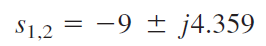 s₁,₂ = −9 ± j4.359